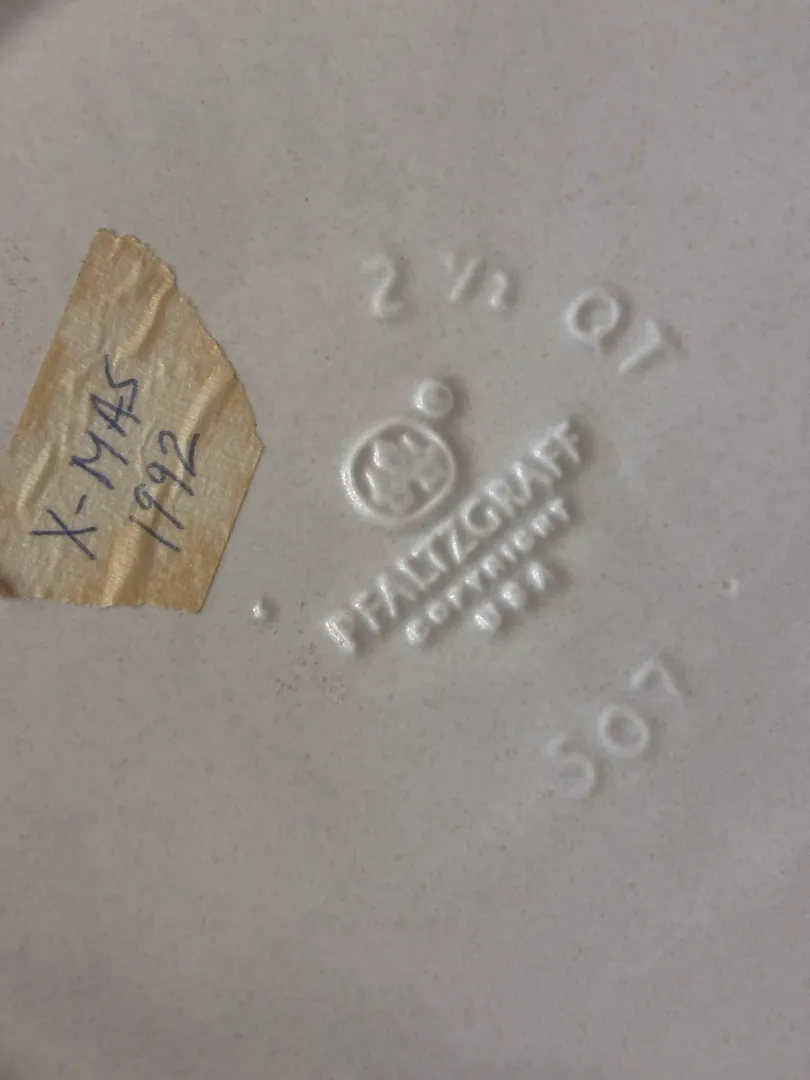 X-MAS
1992
2 1/2 QT
©
PFALTZGRAFF
COPYRIGHT
USA
507